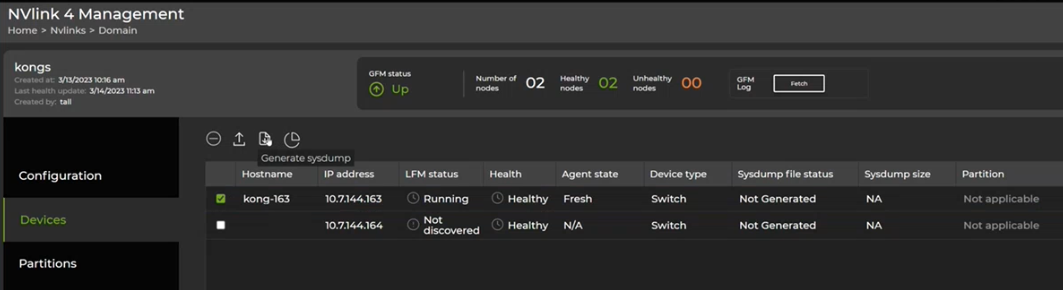 NVlink 4 Management
Home > Nvlinks > Domain
kongs
Created at: 3/13/2023 10:16 am
Last health update: 3/14/2023 11:13 am
Created by: tall
GFM status
Up
Number of nodes 02
Healthy nodes 02
Unhealthy nodes 00
GFM Log Fetch
Configuration
Devices
Partitions
Generate sysdump
Hostname IP address LFM status Health Agent state Device type Sysdump file status Sysdump size Partition
kong-163 10.7.144.163 Running Healthy Fresh Switch Not Generated NA Not applicable
10.7.144.164 Not discovered Healthy N/A Switch Not Generated NA Not applicable